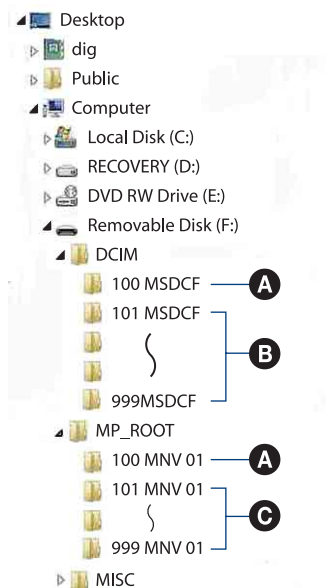 Desktop
dig
Public
Computer
Local Disk (C:)
RECOVERY (D:)
DVD RW Drive (E:)
Removable Disk (F:)
DCIM
100 MSDCF A
101 MSDCF
B
999MSDCF
MP_ROOT
100 MNV 01 A
101 MNV 01
C
999 MNV 01
MISC